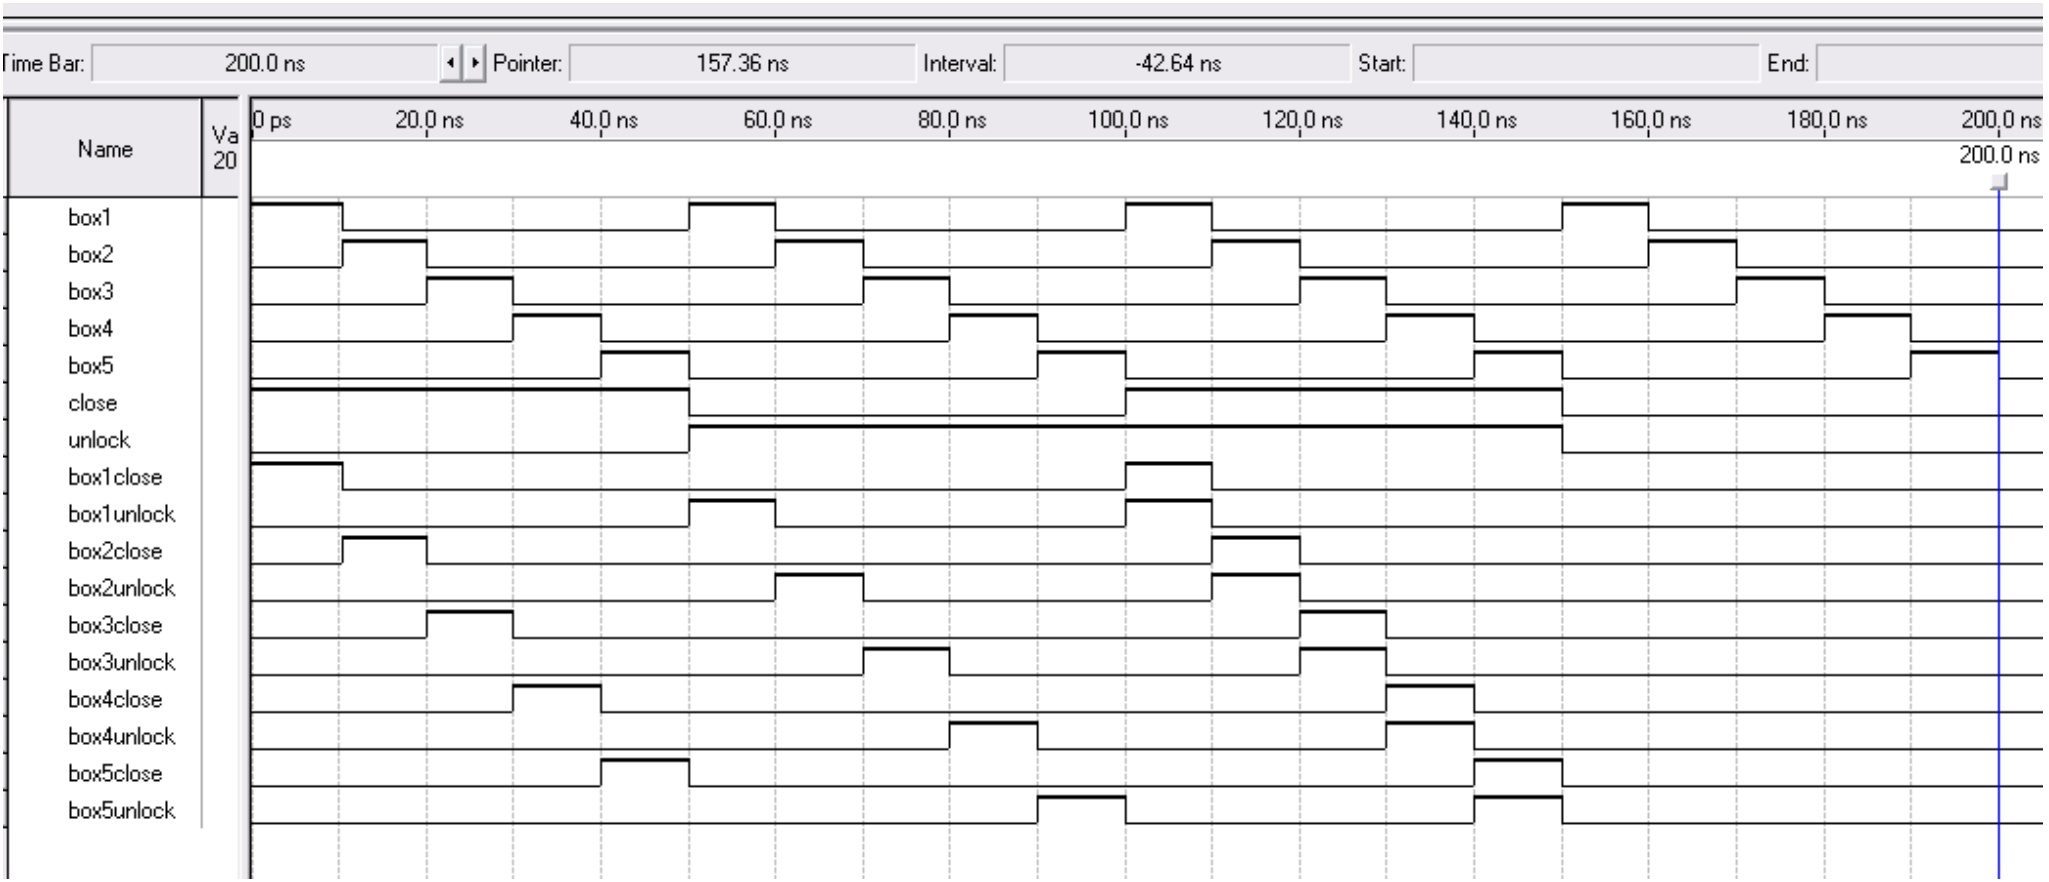 Time Bar: 200.0 ns Pointer: 157.36 ns Interval: -42.64 ns Start: End:
Name Va 20 0 ps 20.0 ns 40.0 ns 60.0 ns 80.0 ns 100.0 ns 120.0 ns 140.0 ns 160.0 ns 180.0 ns 200.0 ns
200.0 ns
box1
box2
box3
box4
box5
close
unlock
box1close
box1unlock
box2close
box2unlock
box3close
box3unlock
box4close
box4unlock
box5close
box5unlock